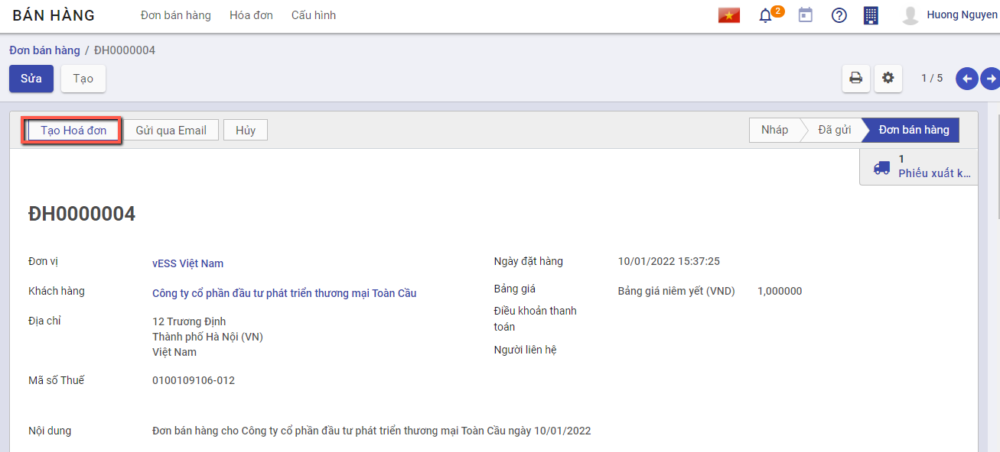 BÁN HÀNG Đơn bán hàng Hóa đơn Cấu hình 2 Huong Nguyen
Đơn bán hàng / ĐH0000004
Sửa Tạo 1 / 5
Tạo Hoá đơn Gửi qua Email Hủy Nháp Đã gửi Đơn bán hàng
1
Phiếu xuất k...
ĐH0000004
Đơn vị vESS Việt Nam
Ngày đặt hàng 10/01/2022 15:37:25
Khách hàng Công ty cổ phần đầu tư phát triển thương mại Toàn Cầu
Bảng giá Bảng giá niêm yết (VND) 1,000000
Địa chỉ 12 Trương Định
Thành phố Hà Nội (VN)
Việt Nam
Điều khoản thanh
toán
Người liên hệ
Mã số Thuế 0100109106-012
Nội dung Đơn bán hàng cho Công ty cổ phần đầu tư phát triển thương mại Toàn Cầu ngày 10/01/2022